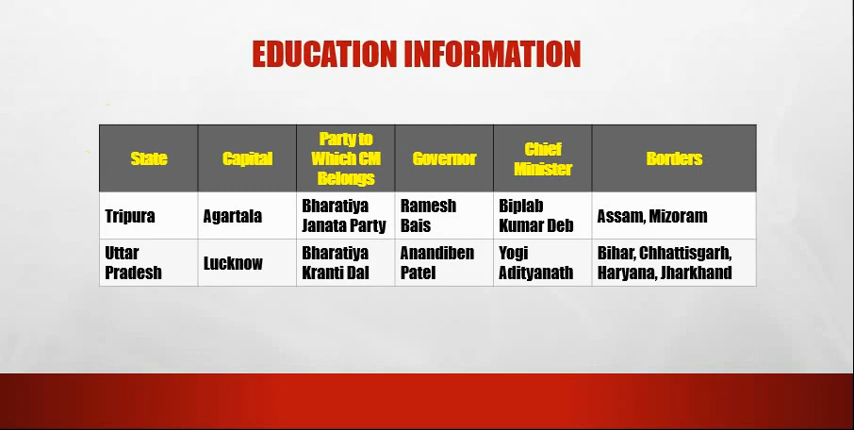 EDUCATION INFORMATION
State Capital Party to Which CM Belongs Governor Chief Minister Borders
Tripura Agartala Bharatiya Janata Party Ramesh Bais Biplab Kumar Deb Assam, Mizoram
Uttar Pradesh Lucknow Bharatiya Kranti Dal Anandiben Patel Yogi Adityanath Bihar, Chhattisgarh, Haryana, Jharkhand